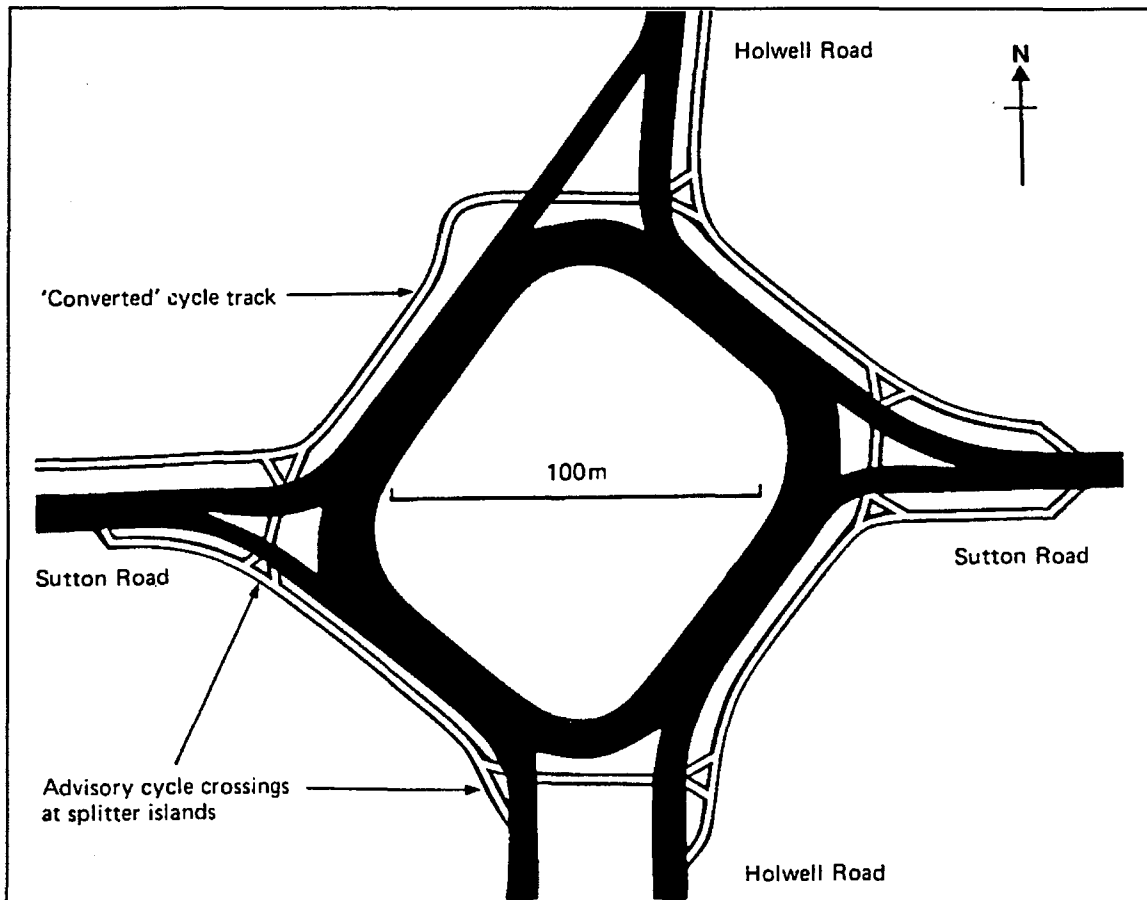 Holwell Road
N
'Converted' cycle track
100m
Sutton Road
Sutton Road
Advisory cycle crossings
at splitter islands
Holwell Road